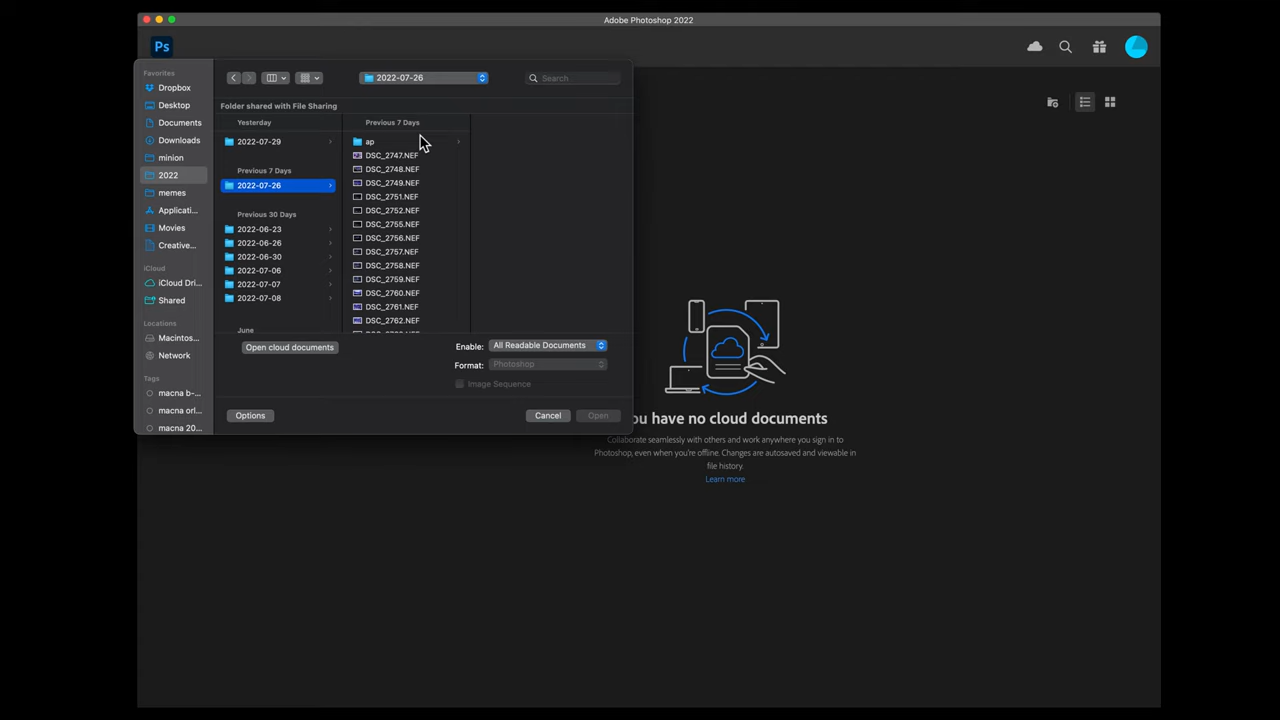 Adobe Photoshop 2022
Ps
Favorites
Dropbox
Desktop
Documents
Downloads
minion
2022
memes
Applicati...
Movies
Creative...
iCloud
iCloud Dri...
Shared
Locations
Macintos...
Network
Tags
macna b-...
macna orl...
macna 20...
2022-07-26
Search
Folder shared with File Sharing
Yesterday
2022-07-29
Previous 7 Days
2022-07-26
Previous 30 Days
2022-06-23
2022-06-26
2022-06-30
2022-07-06
2022-07-07
2022-07-08
June
Previous 7 Days
ap
DSC_2747.NEF
DSC_2748.NEF
DSC_2749.NEF
DSC_2751.NEF
DSC_2752.NEF
DSC_2755.NEF
DSC_2756.NEF
DSC_2757.NEF
DSC_2758.NEF
DSC_2759.NEF
DSC_2760.NEF
DSC_2761.NEF
DSC_2762.NEF
Open cloud documents
Enable: All Readable Documents
Format: Photoshop
Image Sequence
Options
Cancel
Open
ou have no cloud documents
Collaborate seamlessly with others and work anywhere you sign in to
Photoshop, even when you're offline. Changes are autosaved and viewable in
file history.
Learn more